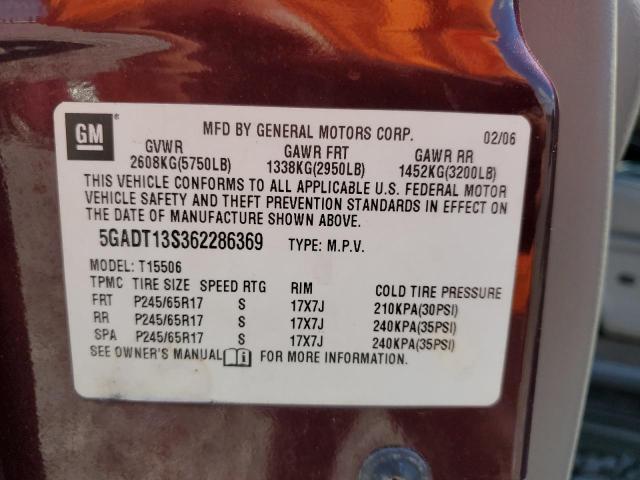 GM
MFD BY GENERAL MOTORS CORP. 02/06
GVWR GAWR FRT GAWR RR
2608KG(5750LB) 1338KG(2950LB) 1452KG(3200LB)
THIS VEHICLE CONFORMS TO ALL APPLICABLE U.S. FEDERAL MOTOR
VEHICLE SAFETY AND THEFT PREVENTION STANDARDS IN EFFECT ON
THE DATE OF MANUFACTURE SHOWN ABOVE.
5GADT13S362286369 TYPE: M.P.V.
MODEL: T15506
TPMC TIRE SIZE SPEED RTG RIM COLD TIRE PRESSURE
FRT P245/65R17 S 17X7J 210KPA(30PSI)
RR P245/65R17 S 17X7J 240KPA(35PSI)
SPA P245/65R17 S 17X7J 240KPA(35PSI)
SEE OWNER'S MANUAL FOR MORE INFORMATION.